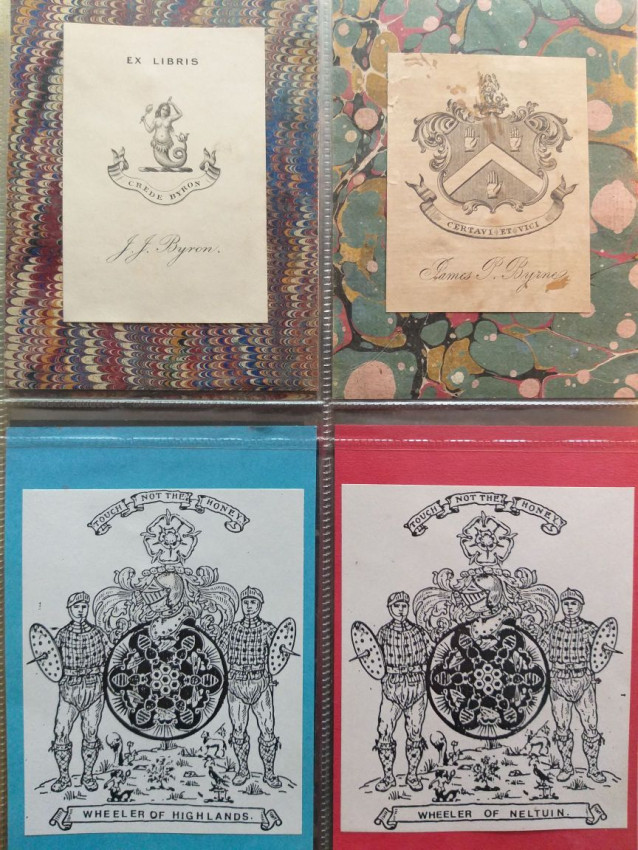 EX LIBRIS
CREDE BYRON
J. J. Byron.
CERTAVI ET VICI
James P. Byrne
TOUCH NOT THE HONEY
WHEELER OF HIGHLANDS.
TOUCH NOT THE HONEY
WHEELER OF NELTUIN.